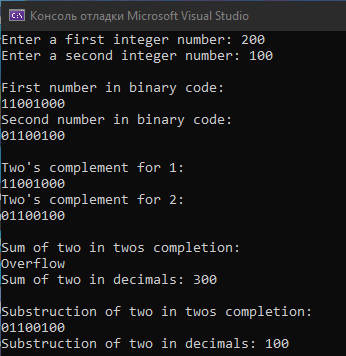 Консоль отладки Microsoft Visual Studio
Enter a first integer number: 200
Enter a second integer number: 100
First number in binary code:
11001000
Second number in binary code:
01100100
Two's complement for 1:
11001000
Two's complement for 2:
01100100
Sum of two in twos completion:
Overflow
Sum of two in decimals: 300
Substruction of two in twos completion:
01100100
Substruction of two in decimals: 100